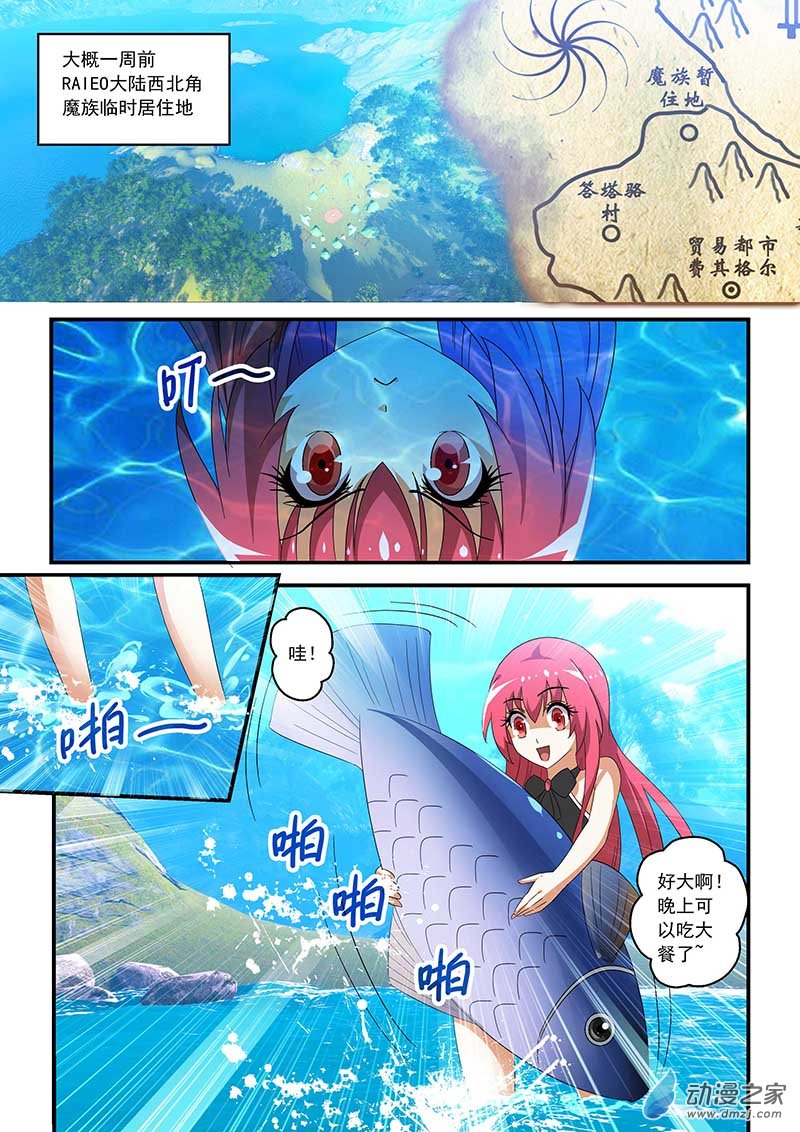 大概一周前
RAIEO大陆西北角
魔族临时居住地
魔族暂
住地
答塔骆
村
贸易都市
费其格尔
吖～
啪～
哇！
啪
啪
啪
好大啊！
晚上可
以吃大
餐了~
动漫之家
www.dmzj.com